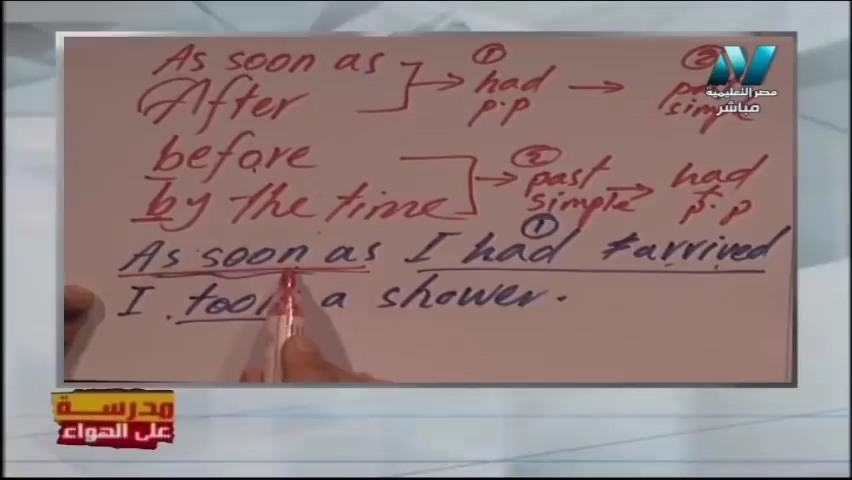 As soon as ① ②
After had → past simple
p.p
before ②
by the time past simple → had
p.p
As soon as I had ① arrived
I took a shower.
مصر التعليمية
مباشر
مدرسة
على الهواء